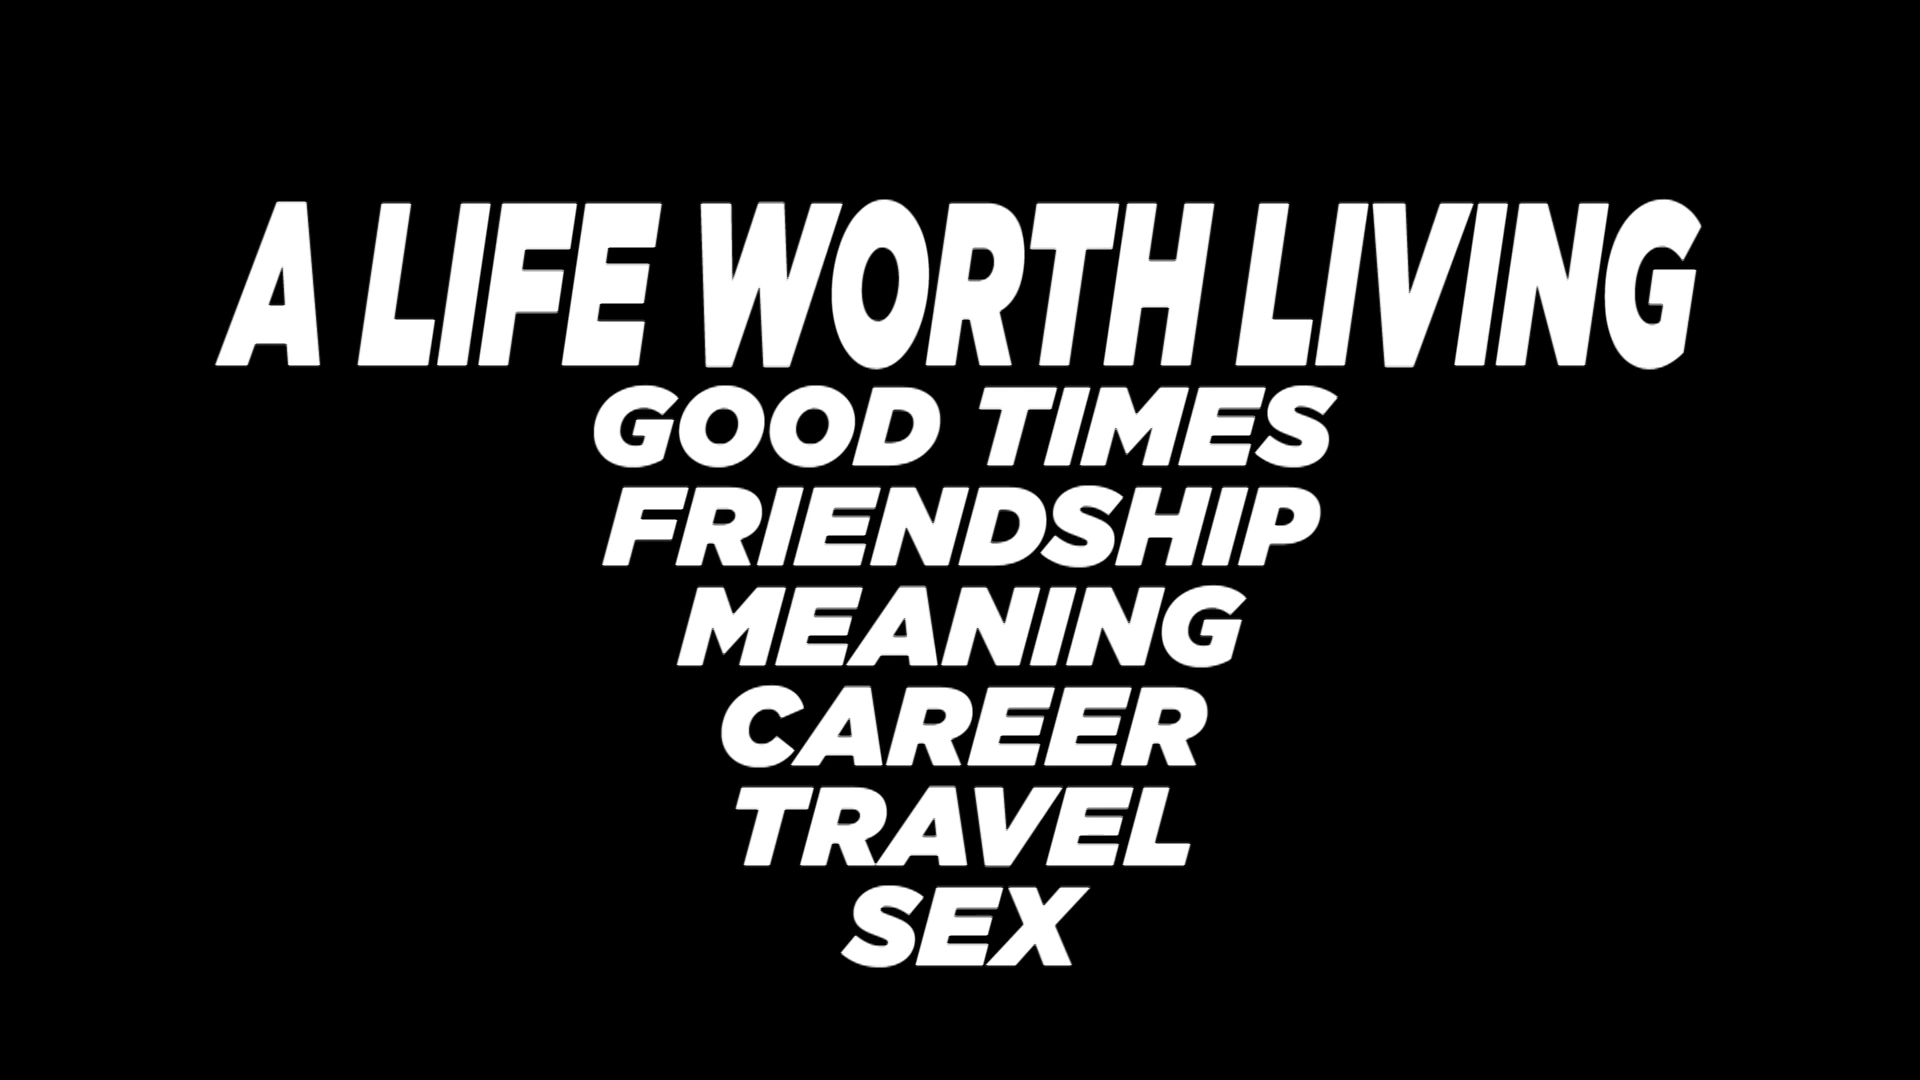 A LIFE WORTH LIVING
GOOD TIMES
FRIENDSHIP
MEANING
CAREER
TRAVEL
SEX